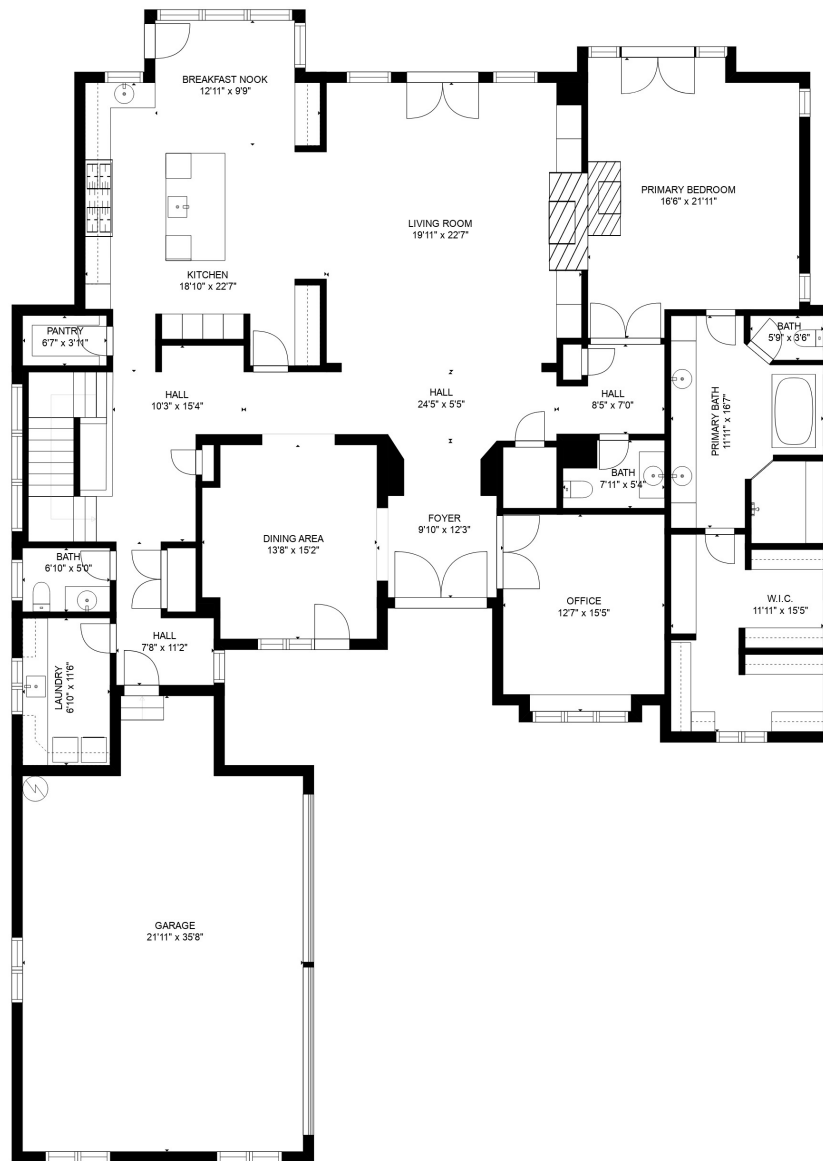 BREAKFAST NOOK
12'11" x 9'9"
PRIMARY BEDROOM
16'6" x 21'11"
LIVING ROOM
19'11" x 22'7"
KITCHEN
18'10" x 22'7"
PANTRY
6'7" x 3'11"
BATH
5'9" x 3'6"
HALL
10'3" x 15'4"
HALL
24'5" x 5'5"
HALL
8'5" x 7'0"
PRIMARY BATH
11'11" x 16'7"
BATH
7'11" x 5'4"
FOYER
9'10" x 12'3"
DINING AREA
13'8" x 15'2"
BATH
6'10" x 5'0"
OFFICE
12'7" x 15'5"
W.I.C.
11'11" x 15'5"
HALL
7'8" x 11'2"
LAUNDRY
6'10" x 11'6"
GARAGE
21'11" x 35'8"